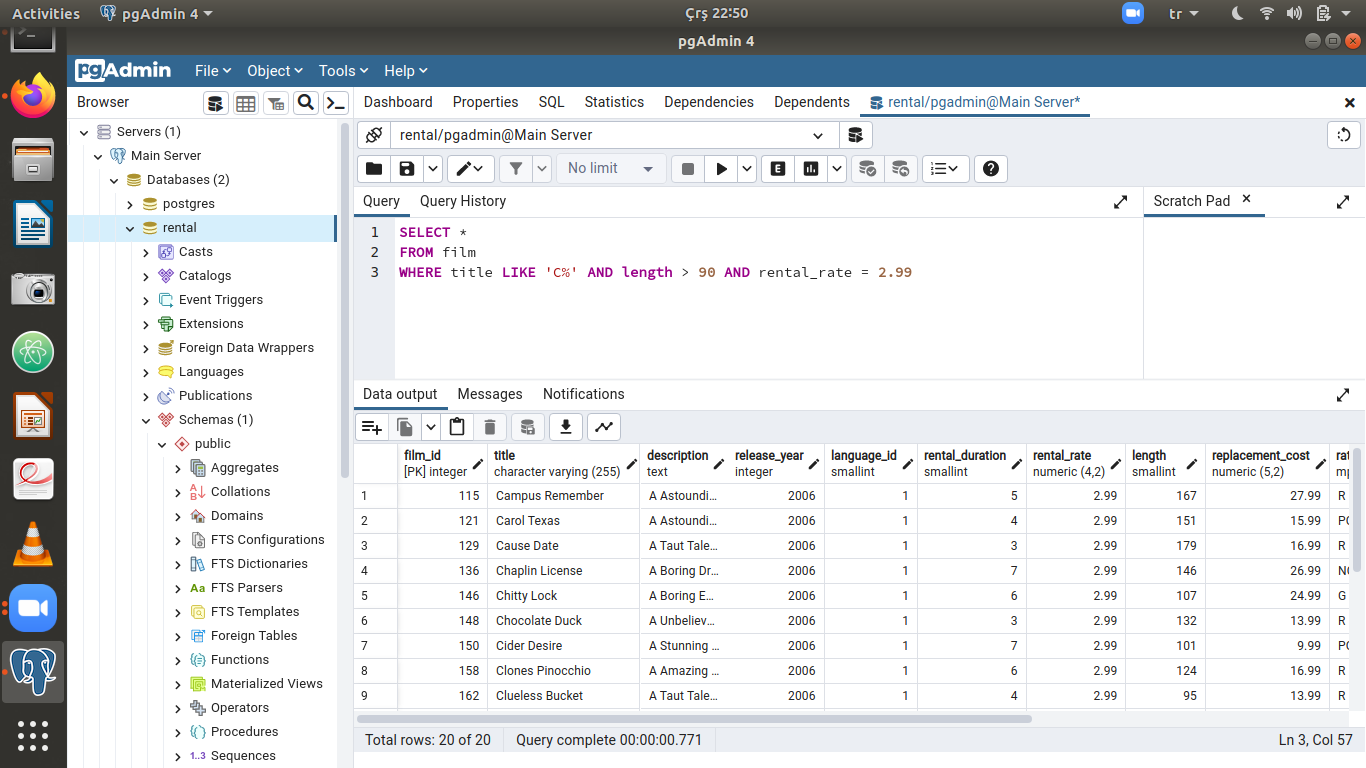 Activities pgAdmin 4 Çrş 22:50 tr
pgAdmin 4
pgAdmin File Object Tools Help
Browser Dashboard Properties SQL Statistics Dependencies Dependents rental/pgadmin@Main Server*
Servers (1)
Main Server
Databases (2)
postgres
rental
Casts
Catalogs
Event Triggers
Extensions
Foreign Data Wrappers
Languages
Publications
Schemas (1)
public
Aggregates
Collations
Domains
FTS Configurations
FTS Dictionaries
Aa FTS Parsers
FTS Templates
Foreign Tables
Functions
Materialized Views
Operators
Procedures
1..3 Sequences
rental/pgadmin@Main Server
No limit E
Query Query History Scratch Pad
1 SELECT *
2 FROM film
3 WHERE title LIKE 'C%' AND length > 90 AND rental_rate = 2.99
Data output Messages Notifications
film_id title description release_year language_id rental_duration rental_rate length replacement_cost rat
[PK] integer character varying (255) text integer smallint smallint numeric (4,2) smallint numeric (5,2) mp
1 115 Campus Remember A Astoundi... 2006 1 5 2.99 167 27.99 R
2 121 Carol Texas A Astoundi... 2006 1 4 2.99 151 15.99 PG
3 129 Cause Date A Taut Tale... 2006 1 3 2.99 179 16.99 R
4 136 Chaplin License A Boring Dr... 2006 1 7 2.99 146 26.99 NC
5 146 Chitty Lock A Boring E... 2006 1 6 2.99 107 24.99 G
6 148 Chocolate Duck A Unbeliev... 2006 1 3 2.99 132 13.99 R
7 150 Cider Desire A Stunning ... 2006 1 7 2.99 101 9.99 PG
8 158 Clones Pinocchio A Amazing ... 2006 1 6 2.99 124 16.99 R
9 162 Clueless Bucket A Taut Tale... 2006 1 4 2.99 95 13.99 R
Total rows: 20 of 20 Query complete 00:00:00.771 Ln 3, Col 57